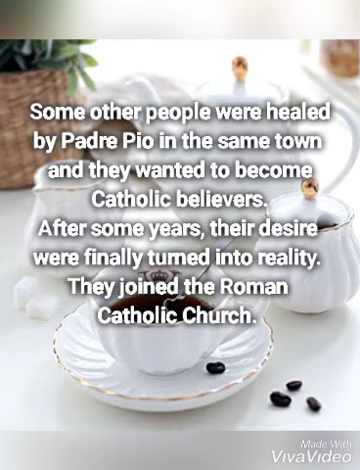 Some other people were healed
by Padre Pio in the same town
and they wanted to become
Catholic believers.
After some years, their desire
were finally turned into reality.
They joined the Roman
Catholic Church.
Made With
VivaVideo